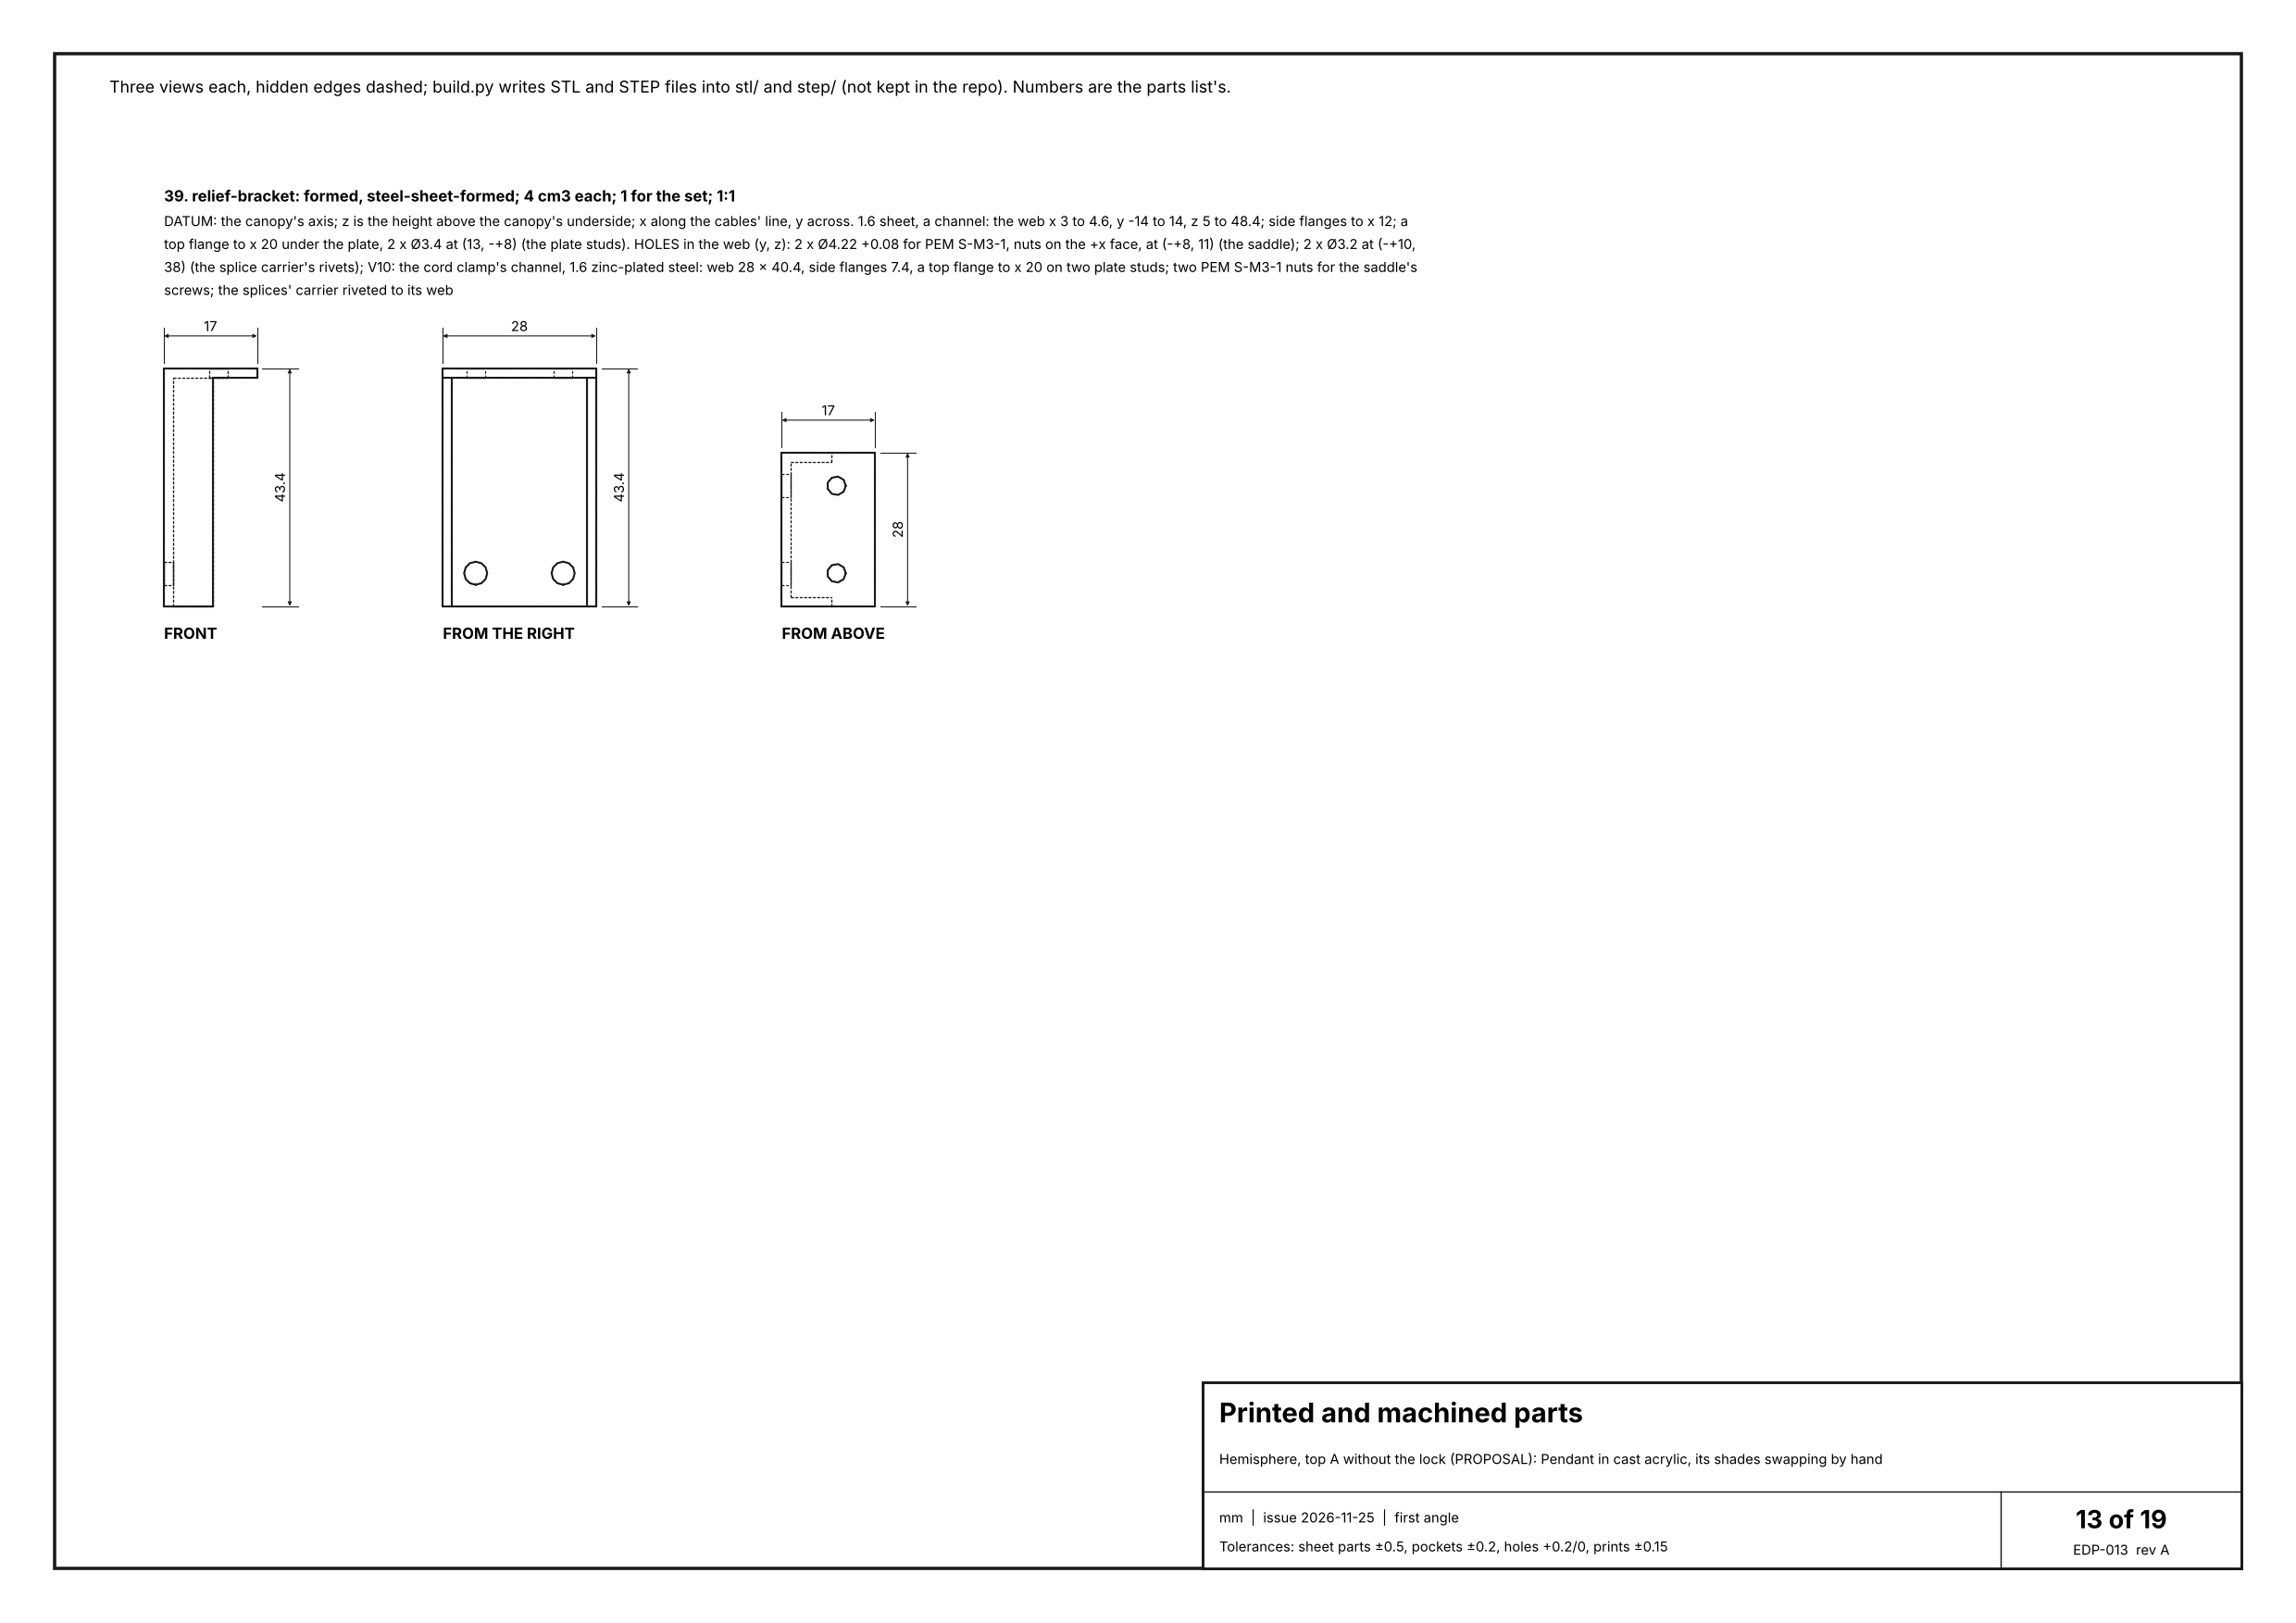 Three views each, hidden edges dashed; build.py writes STL and STEP files into stl/ and step/ (not kept in the repo). Numbers are the parts list's.
39. relief-bracket: formed, steel-sheet-formed; 4 cm3 each; 1 for the set; 1:1
DATUM: the canopy's axis; z is the height above the canopy's underside; x along the cables' line, y across. 1.6 sheet, a channel: the web x 3 to 4.6, y -14 to 14, z 5 to 48.4; side flanges to x 12; a
top flange to x 20 under the plate, 2 x Ø3.4 at (13, -+8) (the plate studs). HOLES in the web (y, z): 2 x Ø4.22 +0.08 for PEM S-M3-1, nuts on the +x face, at (-+8, 11) (the saddle); 2 x Ø3.2 at (-+10,
38) (the splice carrier's rivets); V10: the cord clamp's channel, 1.6 zinc-plated steel: web 28 × 40.4, side flanges 7.4, a top flange to x 20 on two plate studs; two PEM S-M3-1 nuts for the saddle's
screws; the splices' carrier riveted to its web
17
43.4
28
43.4
17
28
FRONT
FROM THE RIGHT
FROM ABOVE
Printed and machined parts
Hemisphere, top A without the lock (PROPOSAL): Pendant in cast acrylic, its shades swapping by hand
mm | issue 2026-11-25 | first angle
Tolerances: sheet parts ±0.5, pockets ±0.2, holes +0.2/0, prints ±0.15
13 of 19
EDP-013 rev A